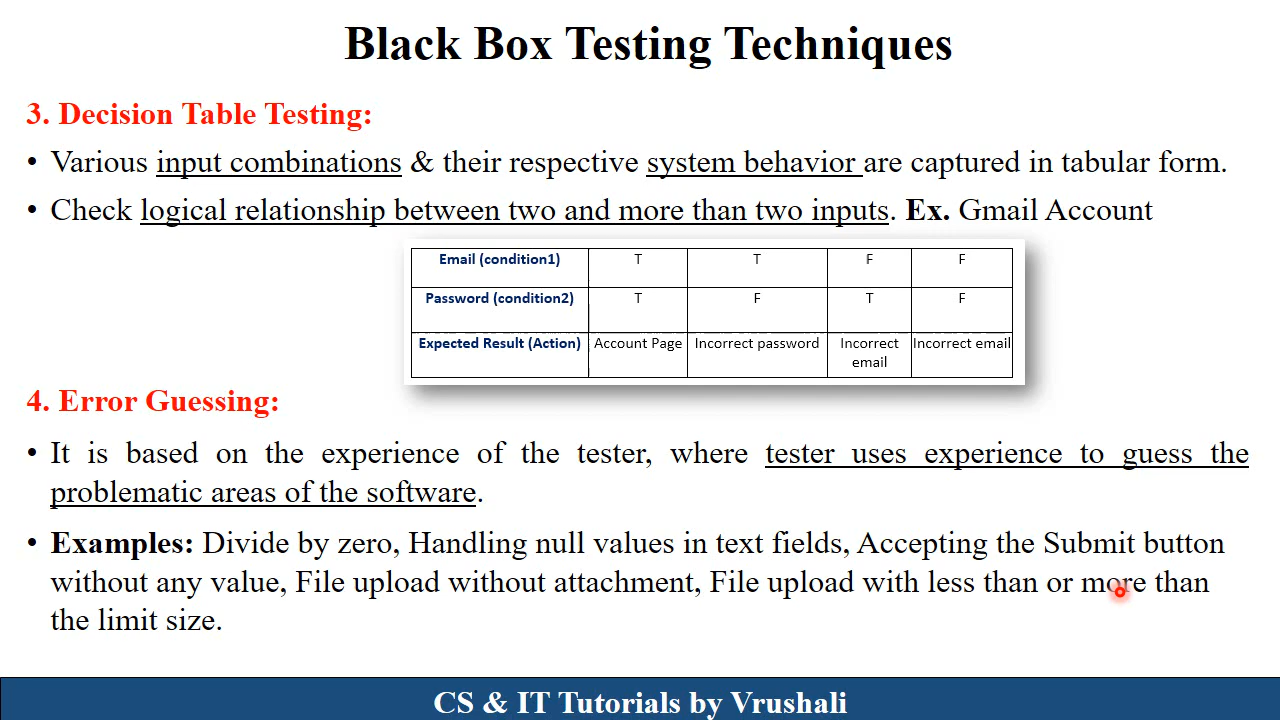 Black Box Testing Techniques
3. Decision Table Testing:
• Various input combinations & their respective system behavior are captured in tabular form.
• Check logical relationship between two and more than two inputs. Ex. Gmail Account
Email (condition1) T T F F
Password (condition2) T F T F
Expected Result (Action) Account Page Incorrect password Incorrect email Incorrect email
4. Error Guessing:
• It is based on the experience of the tester, where tester uses experience to guess the
problematic areas of the software.
• Examples: Divide by zero, Handling null values in text fields, Accepting the Submit button
without any value, File upload without attachment, File upload with less than or more than
the limit size.
CS & IT Tutorials by Vrushali